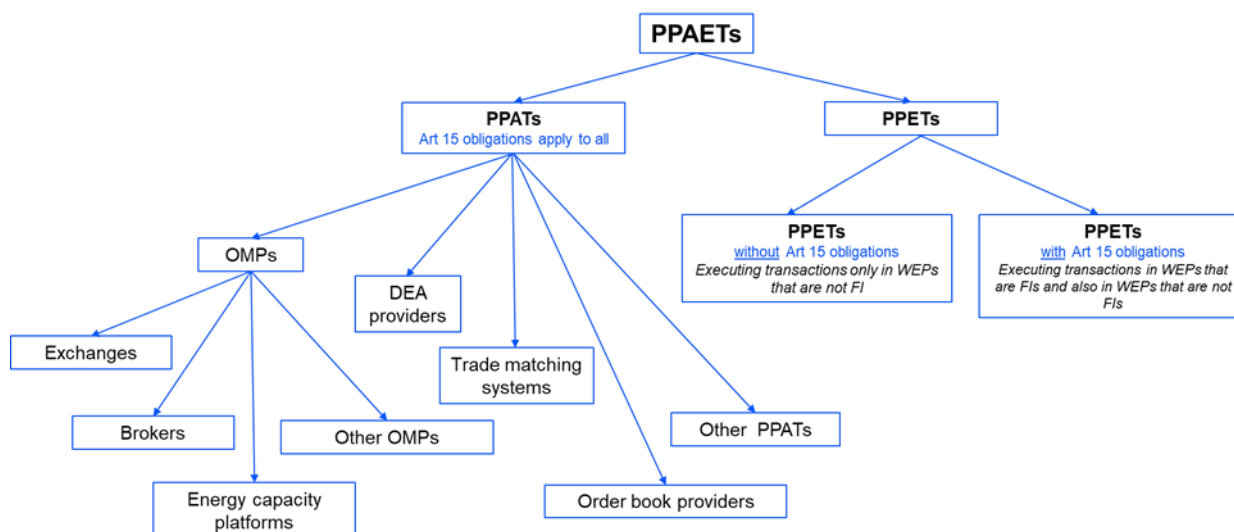 PPAETs
PPATs
Art 15 obligations apply to all
PPETs
PPETs
without Art 15 obligations
Executing transactions only in WEPs
that are not FI
PPETs
with Art 15 obligations
Executing transactions in WEPs that
are FIs and also in WEPs that are not
FIs
OMPs
DEA
providers
Exchanges
Trade matching
systems
Brokers
Other OMPs
Other PPATs
Energy capacity
platforms
Order book providers